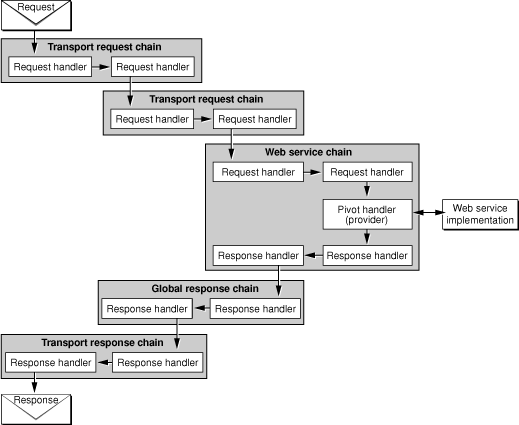 Request
Transport request chain
Request handler
Request handler
Transport request chain
Request handler
Request handler
Web service chain
Request handler
Request handler
Pivot handler
(provider)
Web service
implementation
Response handler
Response handler
Global response chain
Response handler
Response handler
Transport response chain
Response handler
Response handler
Response